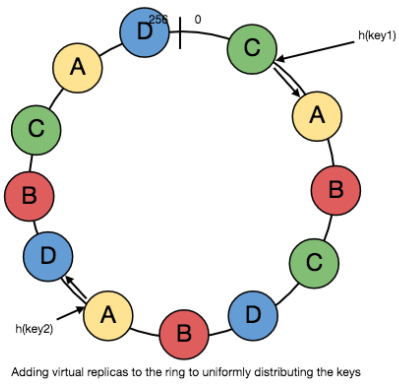 256 0
D
C
h(key1)
A
A
C
B
B
D
C
h(key2)
A
D
B
Adding virtual replicas to the ring to uniformly distributing the keys